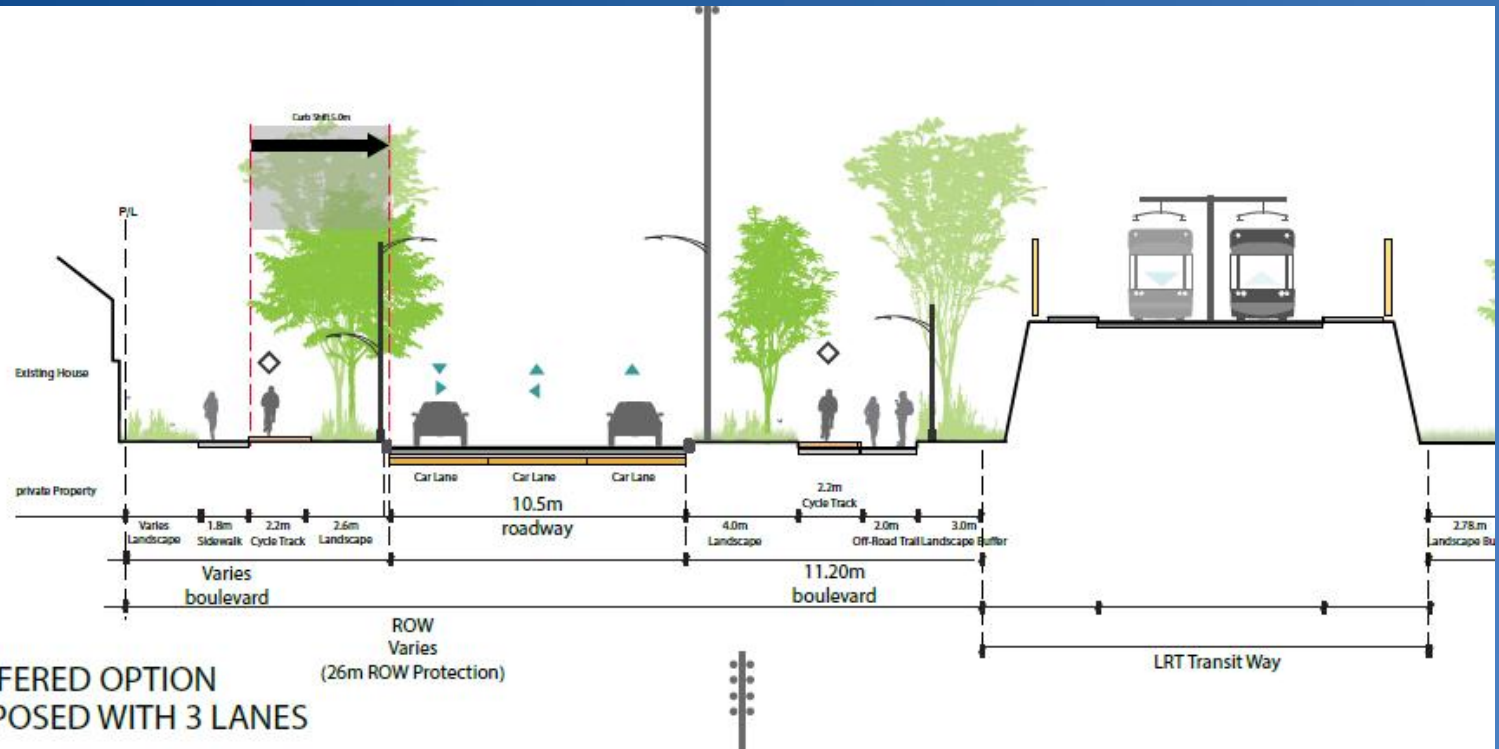 Curb Shift 5.0m
P/L
Existing House
private Property
Car Lane
Car Lane
Car Lane
10.5m
roadway
2.2m
Cycle Track
Varies
Landscape
1.8m
Sidewalk
2.2m
Cycle Track
2.6m
Landscape
4.0m
Landscape
2.0m
Off-Road Trail
3.0m
Landscape Buffer
2.78.m
Landscape Bu
Varies
boulevard
11.20m
boulevard
ROW
Varies
(26m ROW Protection)
LRT Transit Way
FERED OPTION
POSED WITH 3 LANES